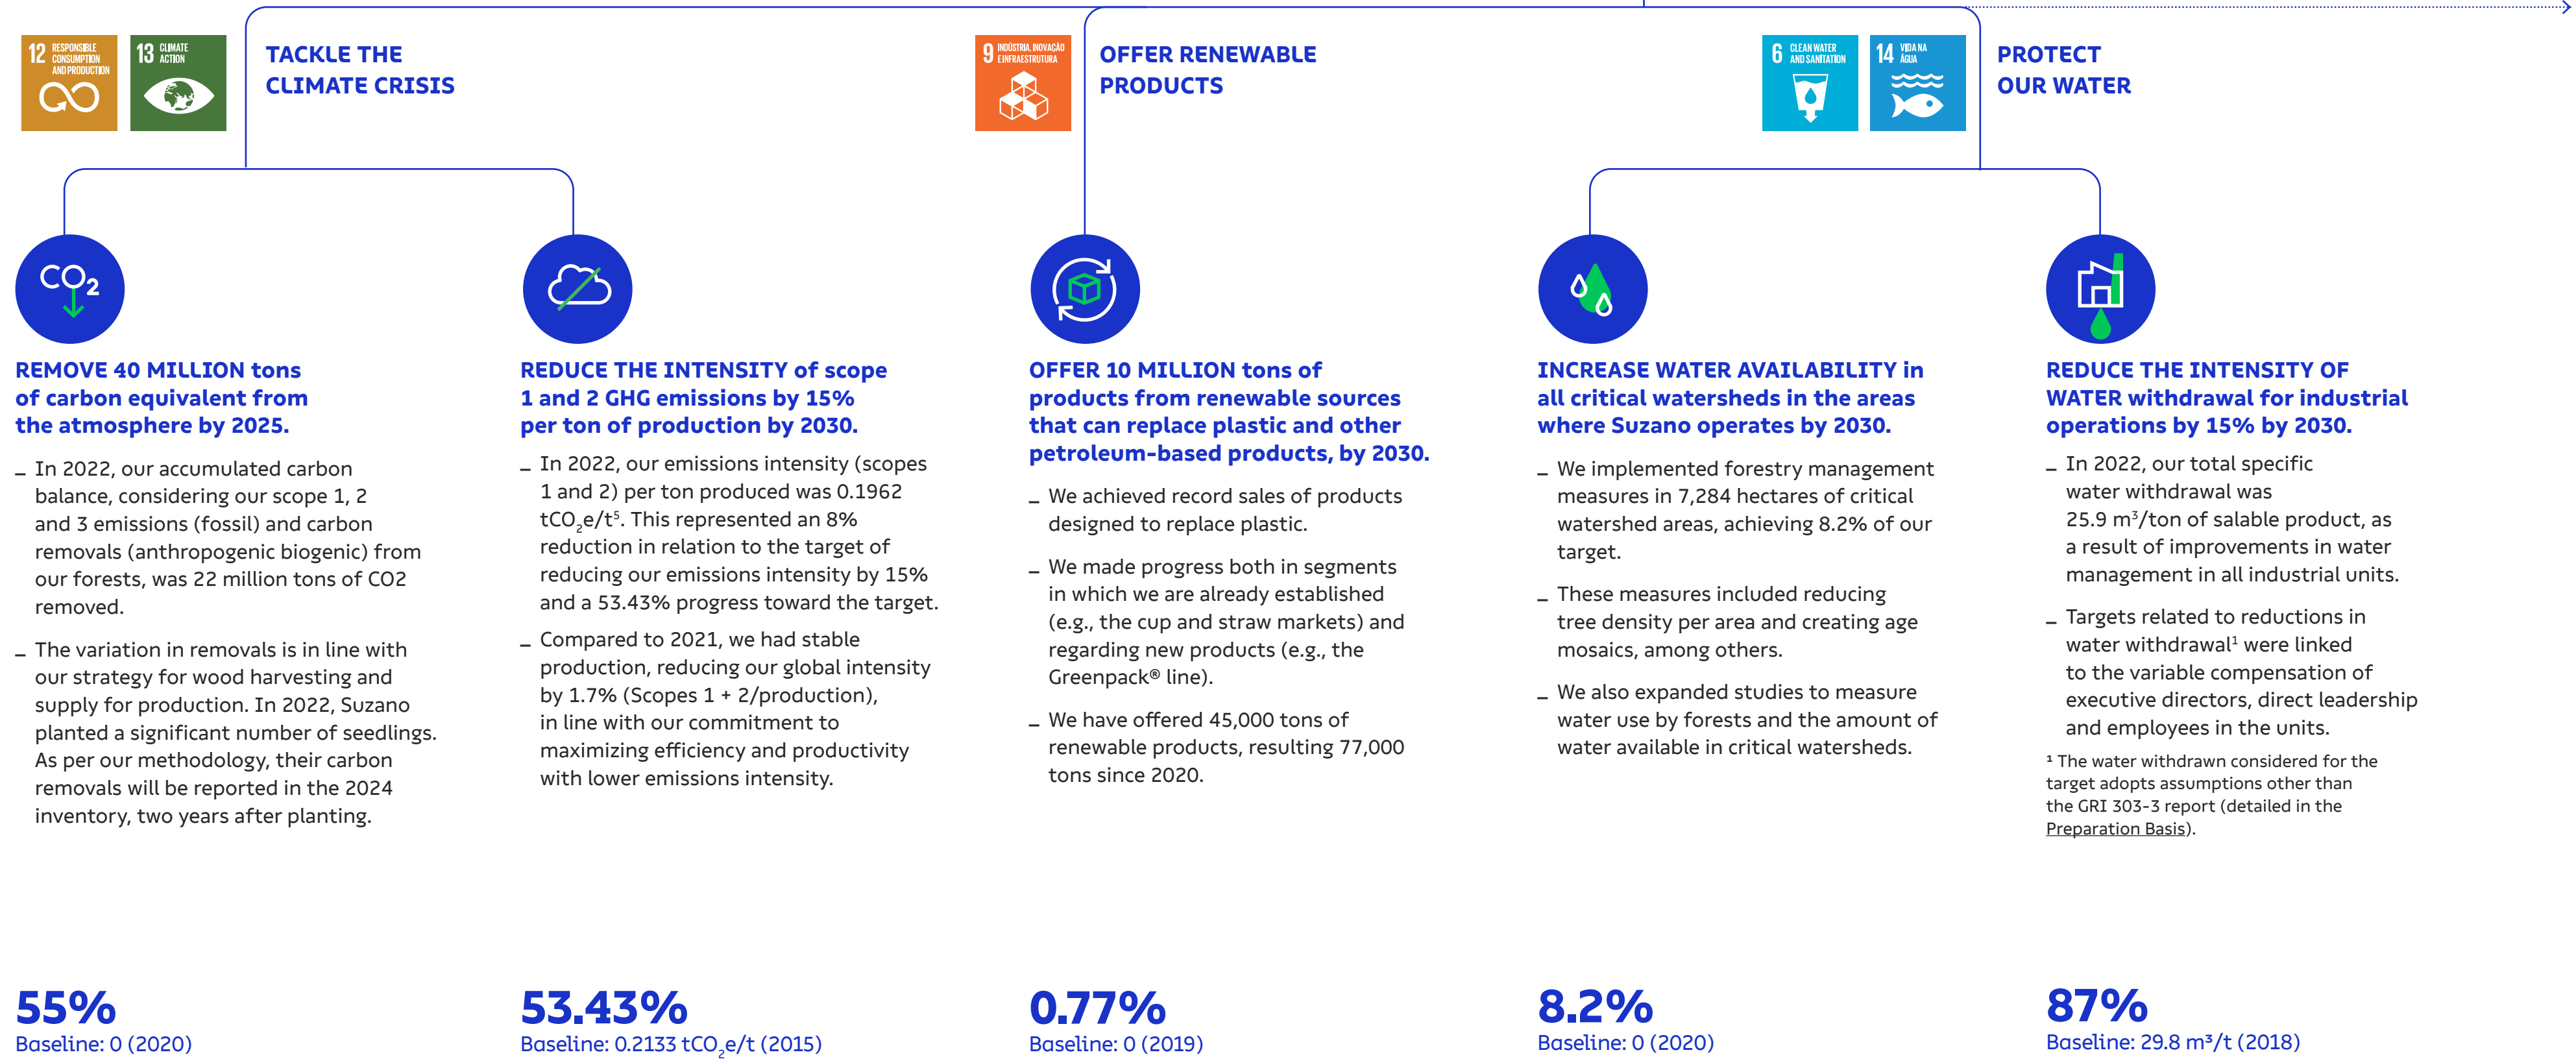 12 RESPONSIBLE
CONSUMPTION
AND PRODUCTION
13 CLIMATE
ACTION
TACKLE THE
CLIMATE CRISIS
9 INDÚSTRIA, INOVAÇÃO
E INFRAESTRUTURA
OFFER RENEWABLE
PRODUCTS
6 CLEAN WATER
AND SANITATION
14 VIDA NA
ÁGUA
PROTECT
OUR WATER
CO2
REMOVE 40 MILLION tons
of carbon equivalent from
the atmosphere by 2025.
– In 2022, our accumulated carbon
balance, considering our scope 1, 2
and 3 emissions (fossil) and carbon
removals (anthropogenic biogenic) from
our forests, was 22 million tons of CO2
removed.
– The variation in removals is in line with
our strategy for wood harvesting and
supply for production. In 2022, Suzano
planted a significant number of seedlings.
As per our methodology, their carbon
removals will be reported in the 2024
inventory, two years after planting.
55%
Baseline: 0 (2020)
REDUCE THE INTENSITY of scope
1 and 2 GHG emissions by 15%
per ton of production by 2030.
– In 2022, our emissions intensity (scopes
1 and 2) per ton produced was 0.1962
tCO₂e/t⁵. This represented an 8%
reduction in relation to the target of
reducing our emissions intensity by 15%
and a 53.43% progress toward the target.
– Compared to 2021, we had stable
production, reducing our global intensity
by 1.7% (Scopes 1 + 2/production),
in line with our commitment to
maximizing efficiency and productivity
with lower emissions intensity.
53.43%
Baseline: 0.2133 tCO₂e/t (2015)
OFFER 10 MILLION tons of
products from renewable sources
that can replace plastic and other
petroleum-based products, by 2030.
– We achieved record sales of products
designed to replace plastic.
– We made progress both in segments
in which we are already established
(e.g., the cup and straw markets) and
regarding new products (e.g., the
Greenpack® line).
– We have offered 45,000 tons of
renewable products, resulting 77,000
tons since 2020.
0.77%
Baseline: 0 (2019)
INCREASE WATER AVAILABILITY in
all critical watersheds in the areas
where Suzano operates by 2030.
– We implemented forestry management
measures in 7,284 hectares of critical
watershed areas, achieving 8.2% of our
target.
– These measures included reducing
tree density per area and creating age
mosaics, among others.
– We also expanded studies to measure
water use by forests and the amount of
water available in critical watersheds.
8.2%
Baseline: 0 (2020)
REDUCE THE INTENSITY OF
WATER withdrawal for industrial
operations by 15% by 2030.
– In 2022, our total specific
water withdrawal was
25.9 m³/ton of salable product, as
a result of improvements in water
management in all industrial units.
– Targets related to reductions in
water withdrawal¹ were linked
to the variable compensation of
executive directors, direct leadership
and employees in the units.
¹ The water withdrawn considered for the
target adopts assumptions other than
the GRI 303-3 report (detailed in the
Preparation Basis).
87%
Baseline: 29.8 m³/t (2018)